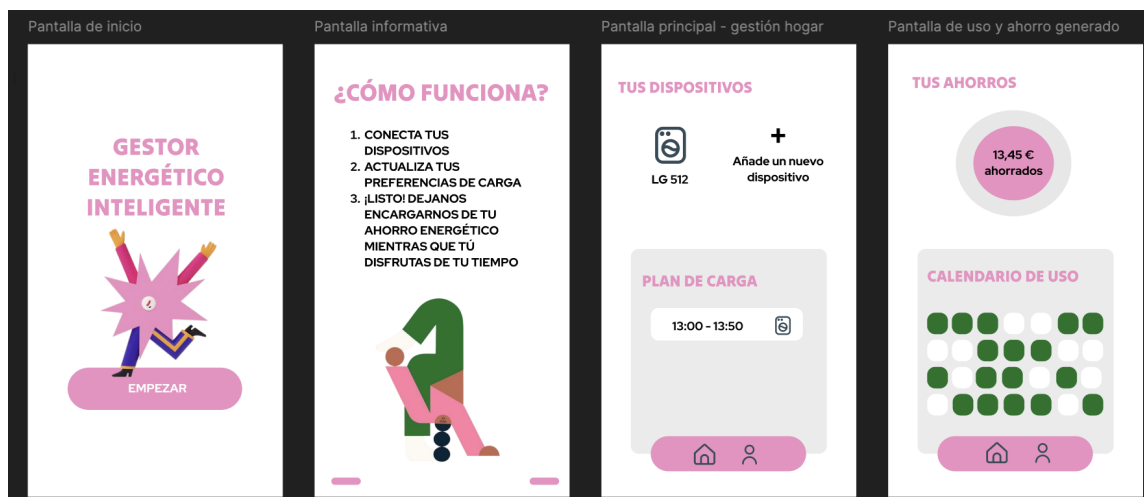 Pantalla de inicio
GESTOR
ENERGÉTICO
INTELIGENTE
EMPEZAR
Pantalla informativa
¿CÓMO FUNCIONA?
1. CONECTA TUS
DISPOSITIVOS
2. ACTUALIZA TUS
PREFERENCIAS DE CARGA
3. ¡LISTO! DEJANOS
ENCARGARNOS DE TU
AHORRO ENERGÉTICO
MIENTRAS QUE TÚ
DISFRUTAS DE TU TIEMPO
Pantalla principal - gestión hogar
TUS DISPOSITIVOS
LG 512
+
Añade un nuevo
dispositivo
PLAN DE CARGA
13:00 - 13:50
Pantalla de uso y ahorro generado
TUS AHORROS
13,45 €
ahorrados
CALENDARIO DE USO